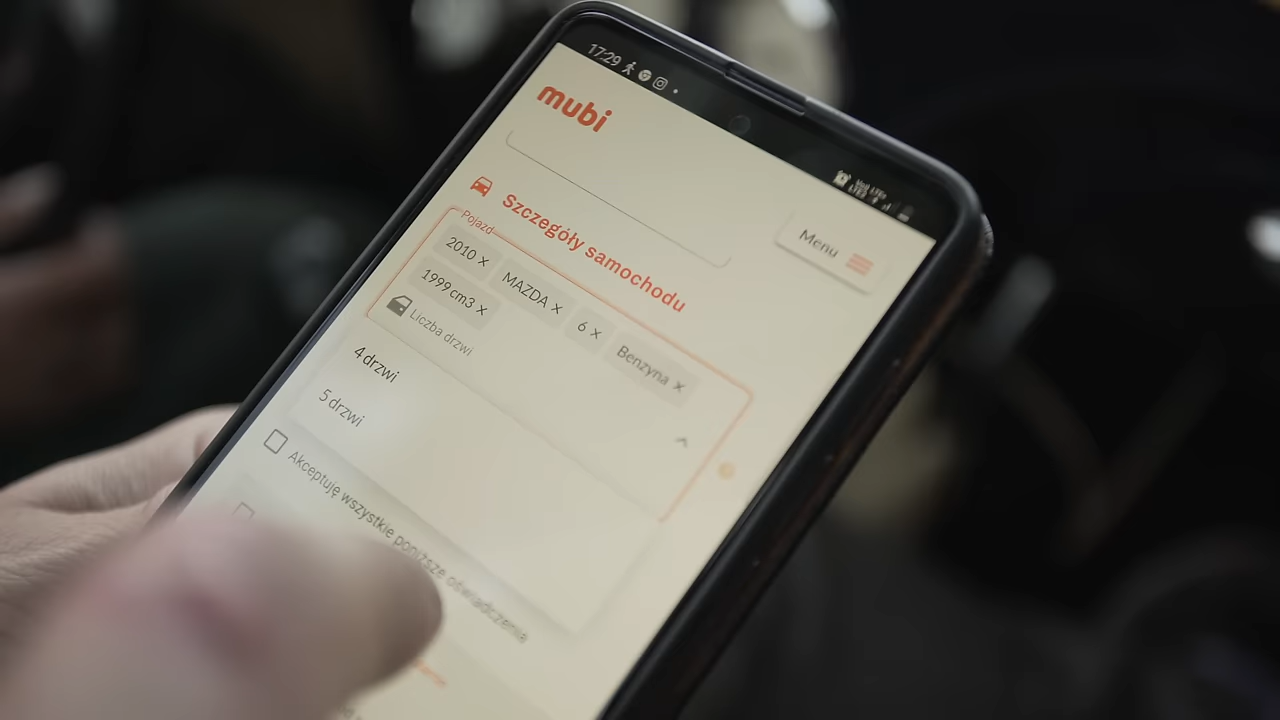 17:29
mubi
Menu
Szczegóły samochodu
Pojazd
2010 × MAZDA × 6 × Benzyna ×
1999 cm3 ×
Liczba drzwi
4 drzwi
5 drzwi
Akceptuję wszystkie poniższe oświadczenia